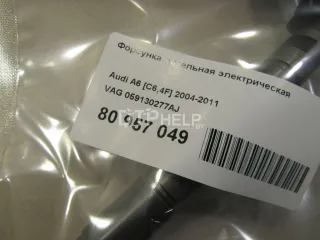 Форсунка дизельная электрическая
Audi A6 [C6,4F] 2004-2011
VAG 059130277AJ
80 957 049